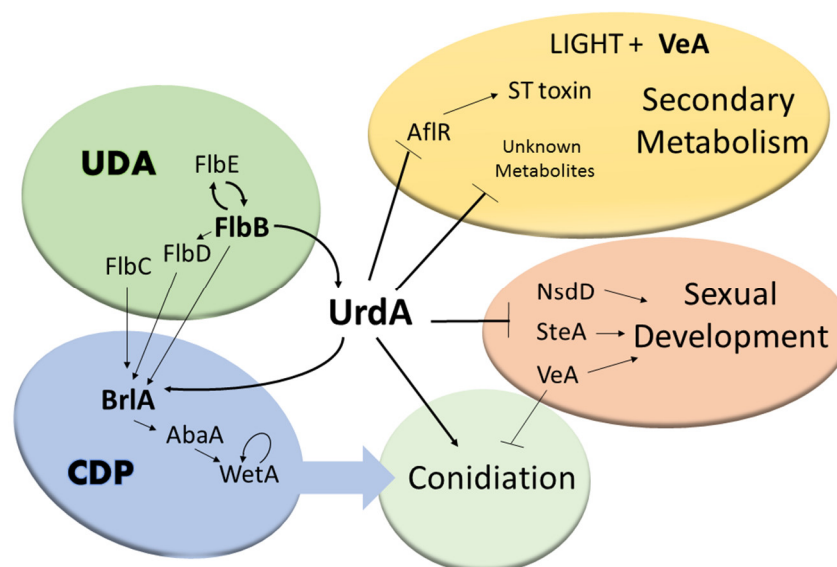 LIGHT + VeA
ST toxin
Secondary
Metabolism
AflR
Unknown
Metabolites
UDA
FlbE
FlbB
FlbD
FlbC
UrdA
NsdD
SteA
VeA
Sexual
Development
BrlA
AbaA
WetA
CDP
Conidiation